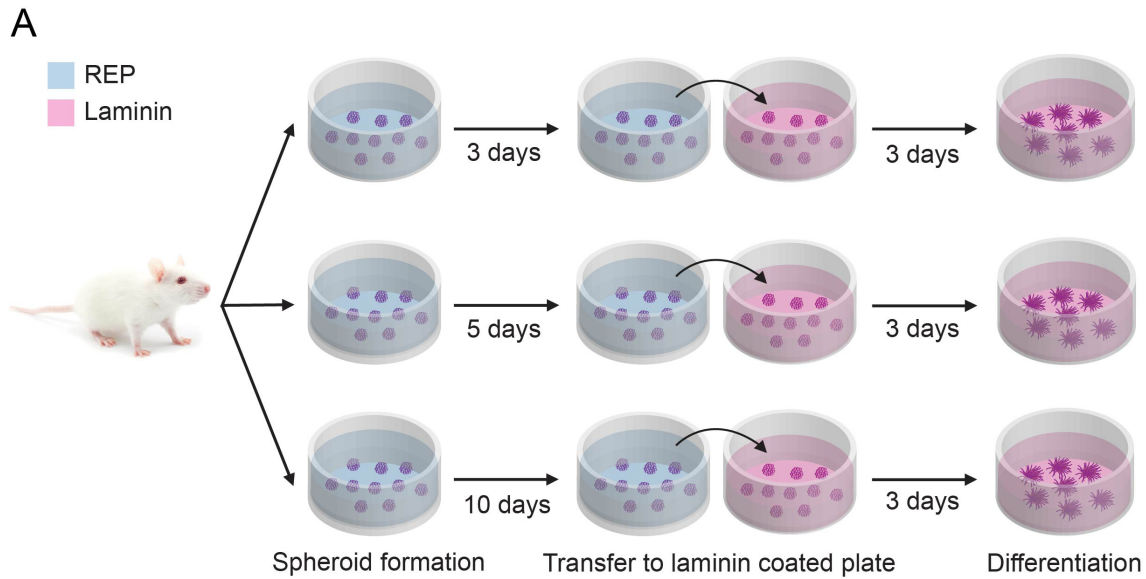 A
REP
Laminin
3 days
3 days
5 days
3 days
10 days
3 days
Spheroid formation
Transfer to laminin coated plate
Differentiation